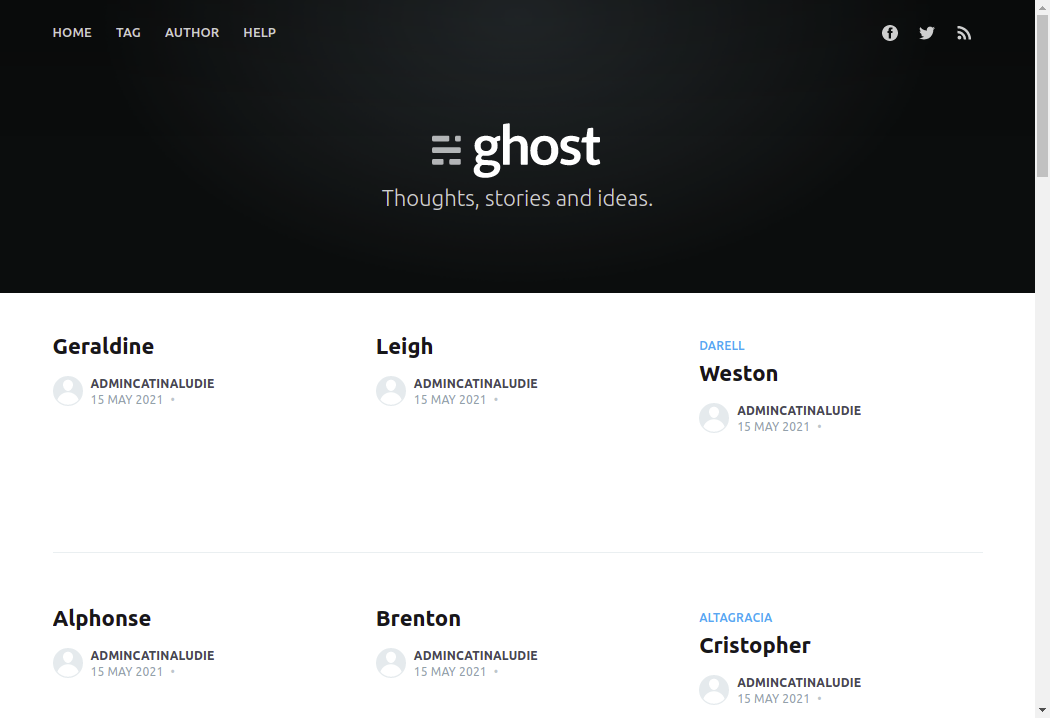 HOME TAG AUTHOR HELP
ghost
Thoughts, stories and ideas.
Geraldine
ADMINCATINALUDIE
15 MAY 2021 •
Leigh
ADMINCATINALUDIE
15 MAY 2021 •
DARELL
Weston
ADMINCATINALUDIE
15 MAY 2021 •
Alphonse
ADMINCATINALUDIE
15 MAY 2021 •
Brenton
ADMINCATINALUDIE
15 MAY 2021 •
ALTAGRACIA
Cristopher
ADMINCATINALUDIE
15 MAY 2021 •